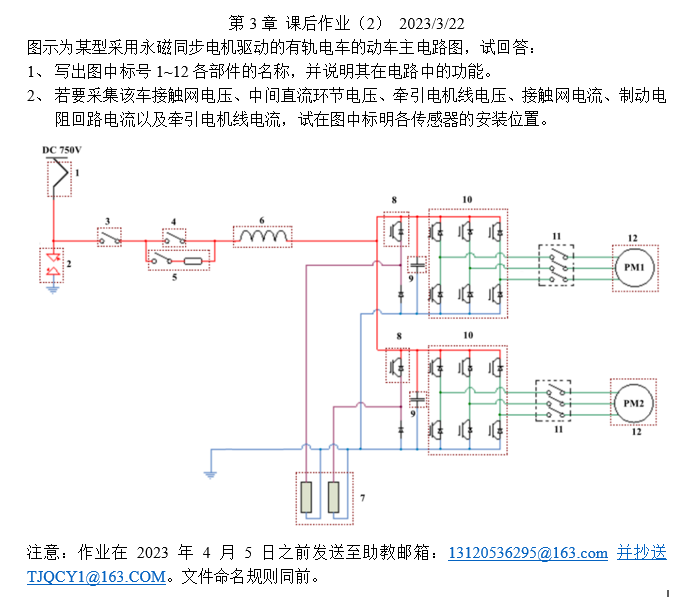 第 3 章 课后作业（2） 2023/3/22
图示为某型采用永磁同步电机驱动的有轨电车的动车主电路图，试回答：
1、 写出图中标号 1~12 各部件的名称，并说明其在电路中的功能。
2、 若要采集该车接触网电压、中间直流环节电压、牵引电机线电压、接触网电流、制动电
阻回路电流以及牵引电机线电流，试在图中标明各传感器的安装位置。
DC 750V
1
2
3
4
5
6
8
10
9
11
12
PM1
8
10
9
11
PM2
12
7
注意：作业在 2023 年 4 月 5 日之前发送至助教邮箱：13120536295@163.com 并抄送
TJQCY1@163.COM。文件命名规则同前。